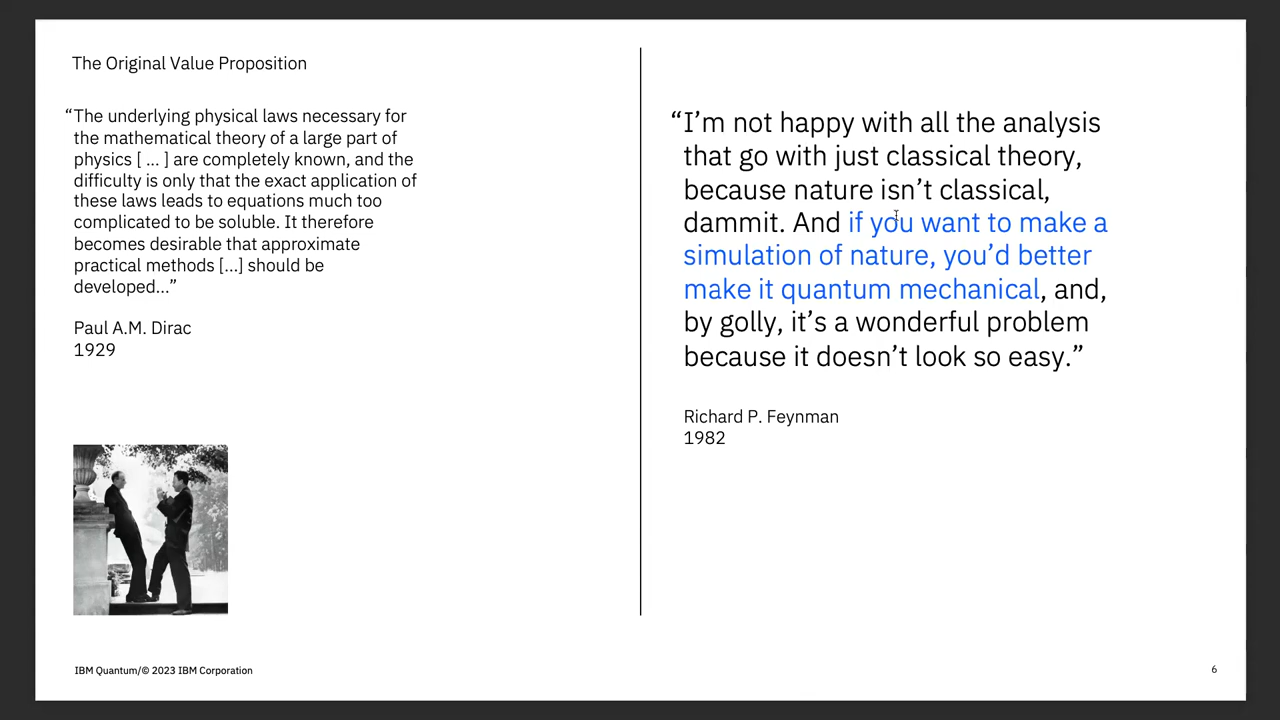 The Original Value Proposition
“The underlying physical laws necessary for
the mathematical theory of a large part of
physics [ ... ] are completely known, and the
difficulty is only that the exact application of
these laws leads to equations much too
complicated to be soluble. It therefore
becomes desirable that approximate
practical methods [...] should be
developed...”
Paul A.M. Dirac
1929
“I’m not happy with all the analysis
that go with just classical theory,
because nature isn’t classical,
dammit. And if you want to make a
simulation of nature, you’d better
make it quantum mechanical, and,
by golly, it’s a wonderful problem
because it doesn’t look so easy.”
Richard P. Feynman
1982
IBM Quantum/© 2023 IBM Corporation
6